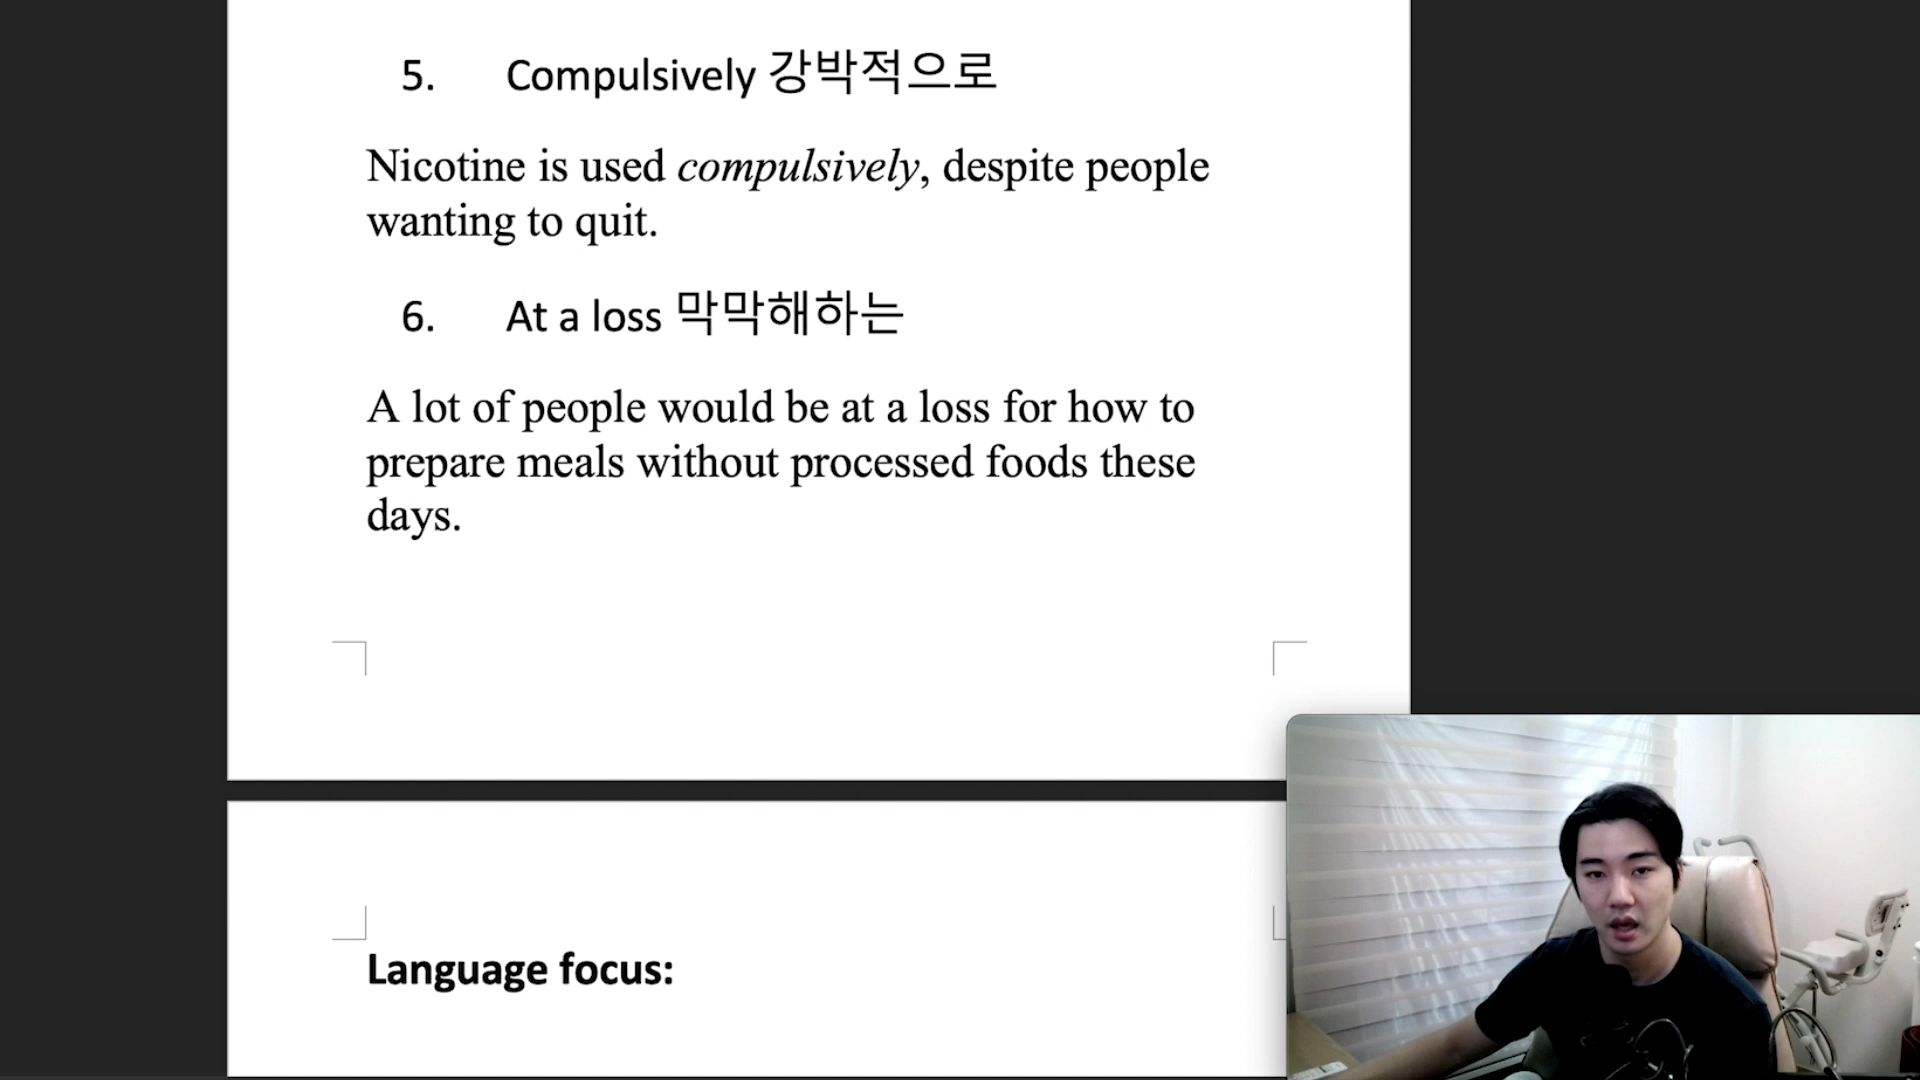 5. Compulsively 강박적으로
Nicotine is used compulsively, despite people
wanting to quit.
6. At a loss 막막해하는
A lot of people would be at a loss for how to
prepare meals without processed foods these
days.
Language focus: